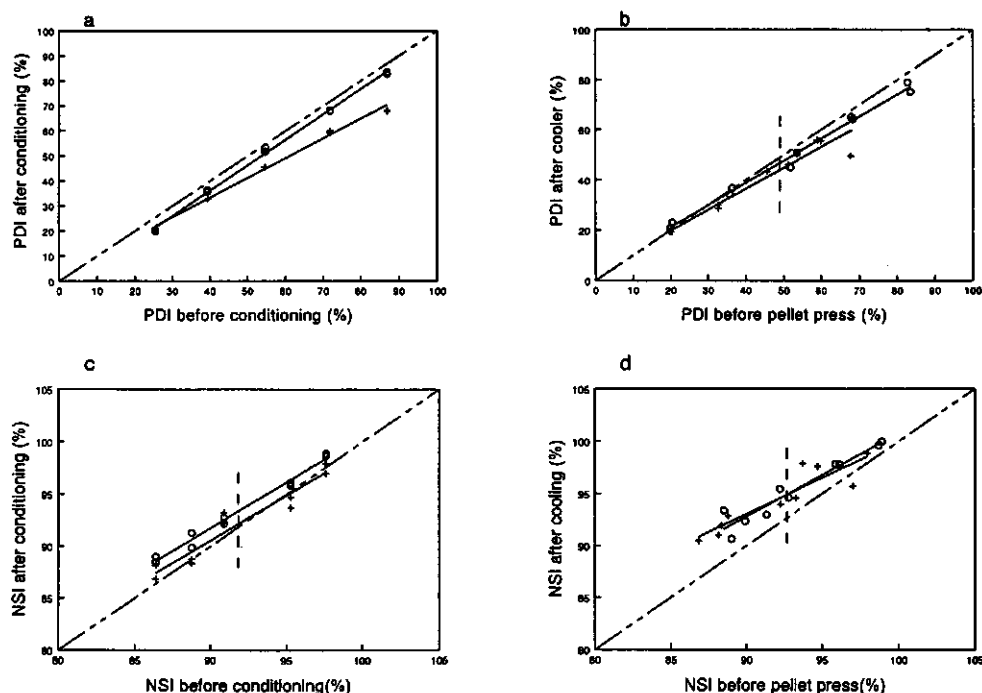 a
100
90
80
70
60
50
40
30
20
10
0
PDI after conditioning (%)
0 10 20 30 40 50 60 70 80 90 100
PDI before conditioning (%)
b
100
80
60
40
20
0
PDI after cooler (%)
0 10 20 30 40 50 60 70 80 90 100
PDI before pellet press (%)
c
105
100
95
90
85
80
NSI after conditioning (%)
80 85 90 95 100 105
NSI before conditioning(%)
d
105
100
95
90
85
80
NSI after cooling (%)
80 85 90 95 100 105
NSI before pellet press(%)